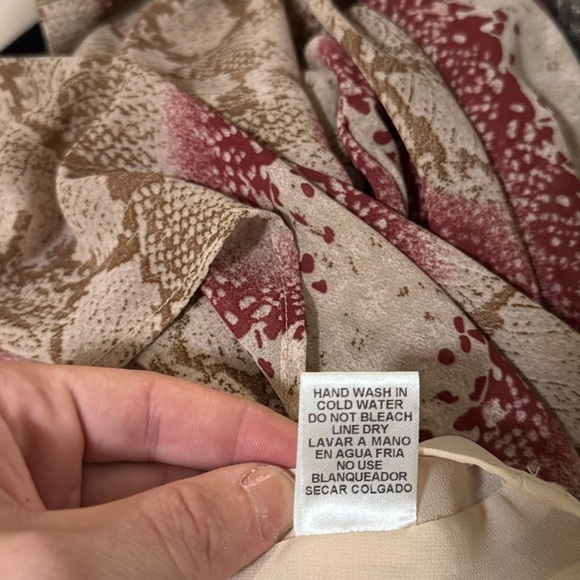 HAND WASH IN
COLD WATER
DO NOT BLEACH
LINE DRY
LAVAR A MANO
EN AGUA FRIA
NO USE
BLANQUEADOR
SECAR COLGADO